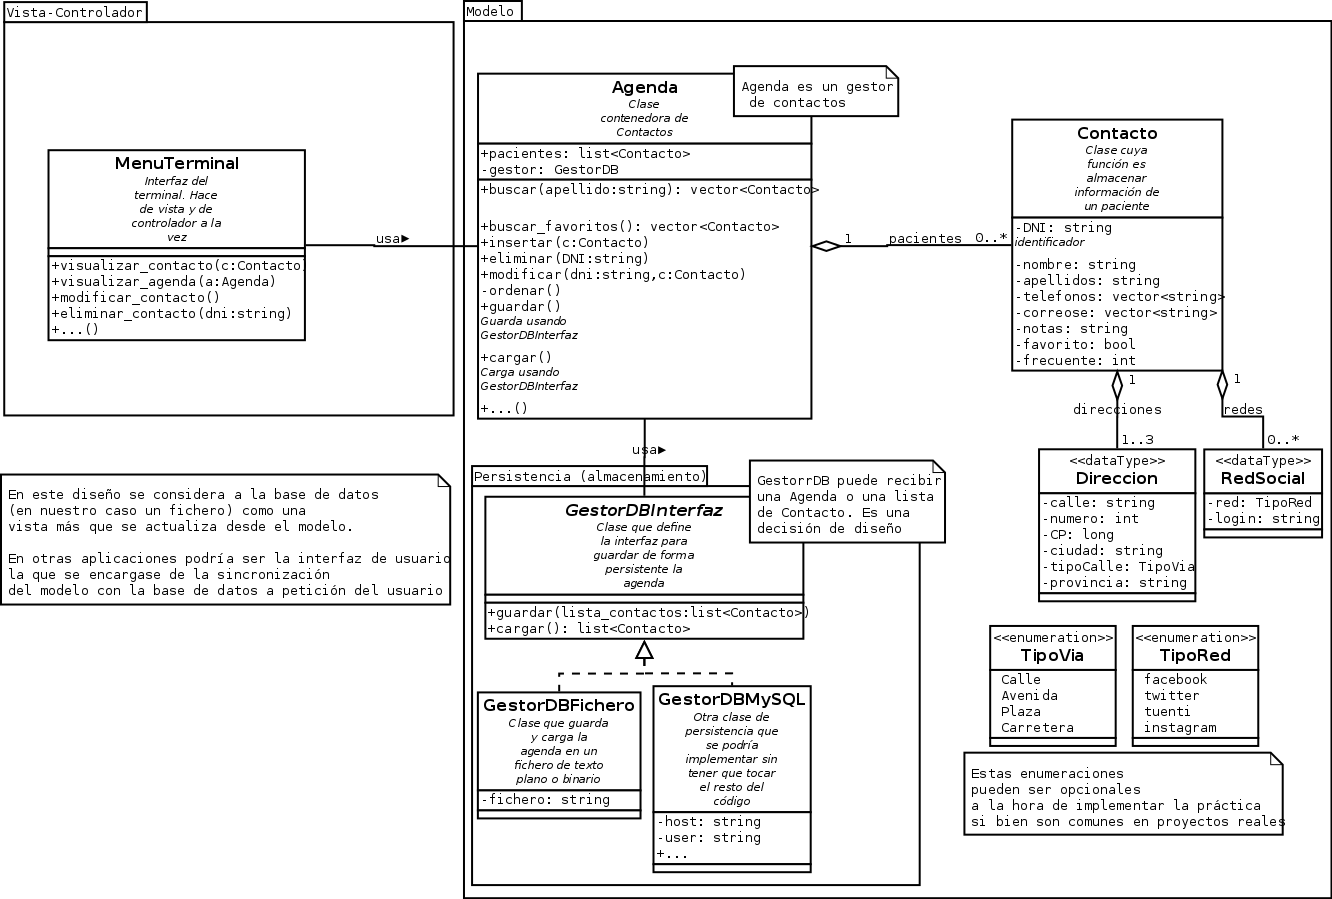 Vista-Controlador
MenuTerminal
Interfaz del
terminal. Hace
de vista y de
controlador a la
vez
+visualizar_contacto(c:Contacto)
+visualizar_agenda(a:Agenda)
+modificar_contacto()
+eliminar_contacto(dni:string)
+...()
usa►
Modelo
Agenda
Clase
contenedora de
Contactos
+pacientes: list<Contacto>
-gestor: GestorDB
+buscar(apellido:string): vector<Contacto>
+buscar_favoritos(): vector<Contacto>
+insertar(c:Contacto)
+eliminar(DNI:string)
+modificar(dni:string,c:Contacto)
-ordenar()
+guardar()
Guarda usando
GestorDBInterfaz
+cargar()
Carga usando
GestorDBInterfaz
+...()
Agenda es un gestor
de contactos
1
pacientes
0..*
Contacto
Clase cuya
función es
almacenar
información de
un paciente
-DNI: string
identificador
-nombre: string
-apellidos: string
-telefonos: vector<string>
-correose: vector<string>
-notas: string
-favorito: bool
-frecuente: int
1
direcciones
1..3
1
redes
0..*
<<dataType>>
Direccion
-calle: string
-numero: int
-CP: long
-ciudad: string
-tipoCalle: TipoVia
-provincia: string
<<dataType>>
RedSocial
-red: TipoRed
-login: string
<<enumeration>>
TipoVia
Calle
Avenida
Plaza
Carretera
<<enumeration>>
TipoRed
facebook
twitter
tuenti
instagram
Estas enumeraciones
pueden ser opcionales
a la hora de implementar la práctica
si bien son comunes en proyectos reales
usa►
Persistencia (almacenamiento)
GestorDBInterfaz
Clase que define
la interfaz para
guardar de forma
persistente la
agenda
+guardar(lista_contactos:list<Contacto>)
+cargar(): list<Contacto>
GestorrDB puede recibir
una Agenda o una lista
de Contacto. Es una
decisión de diseño
GestorDBFichero
Clase que guarda
y carga la
agenda en un
fichero de texto
plano o binario
-fichero: string
GestorDBMySQL
Otra clase de
persistencia que
se podría
implementar sin
tener que tocar
el resto del
código
-host: string
-user: string
+...
En este diseño se considera a la base de datos
(en nuestro caso un fichero) como una
vista más que se actualiza desde el modelo.
En otras aplicaciones podría ser la interfaz de usuario
la que se encargase de la sincronización
del modelo con la base de datos a petición del usuario